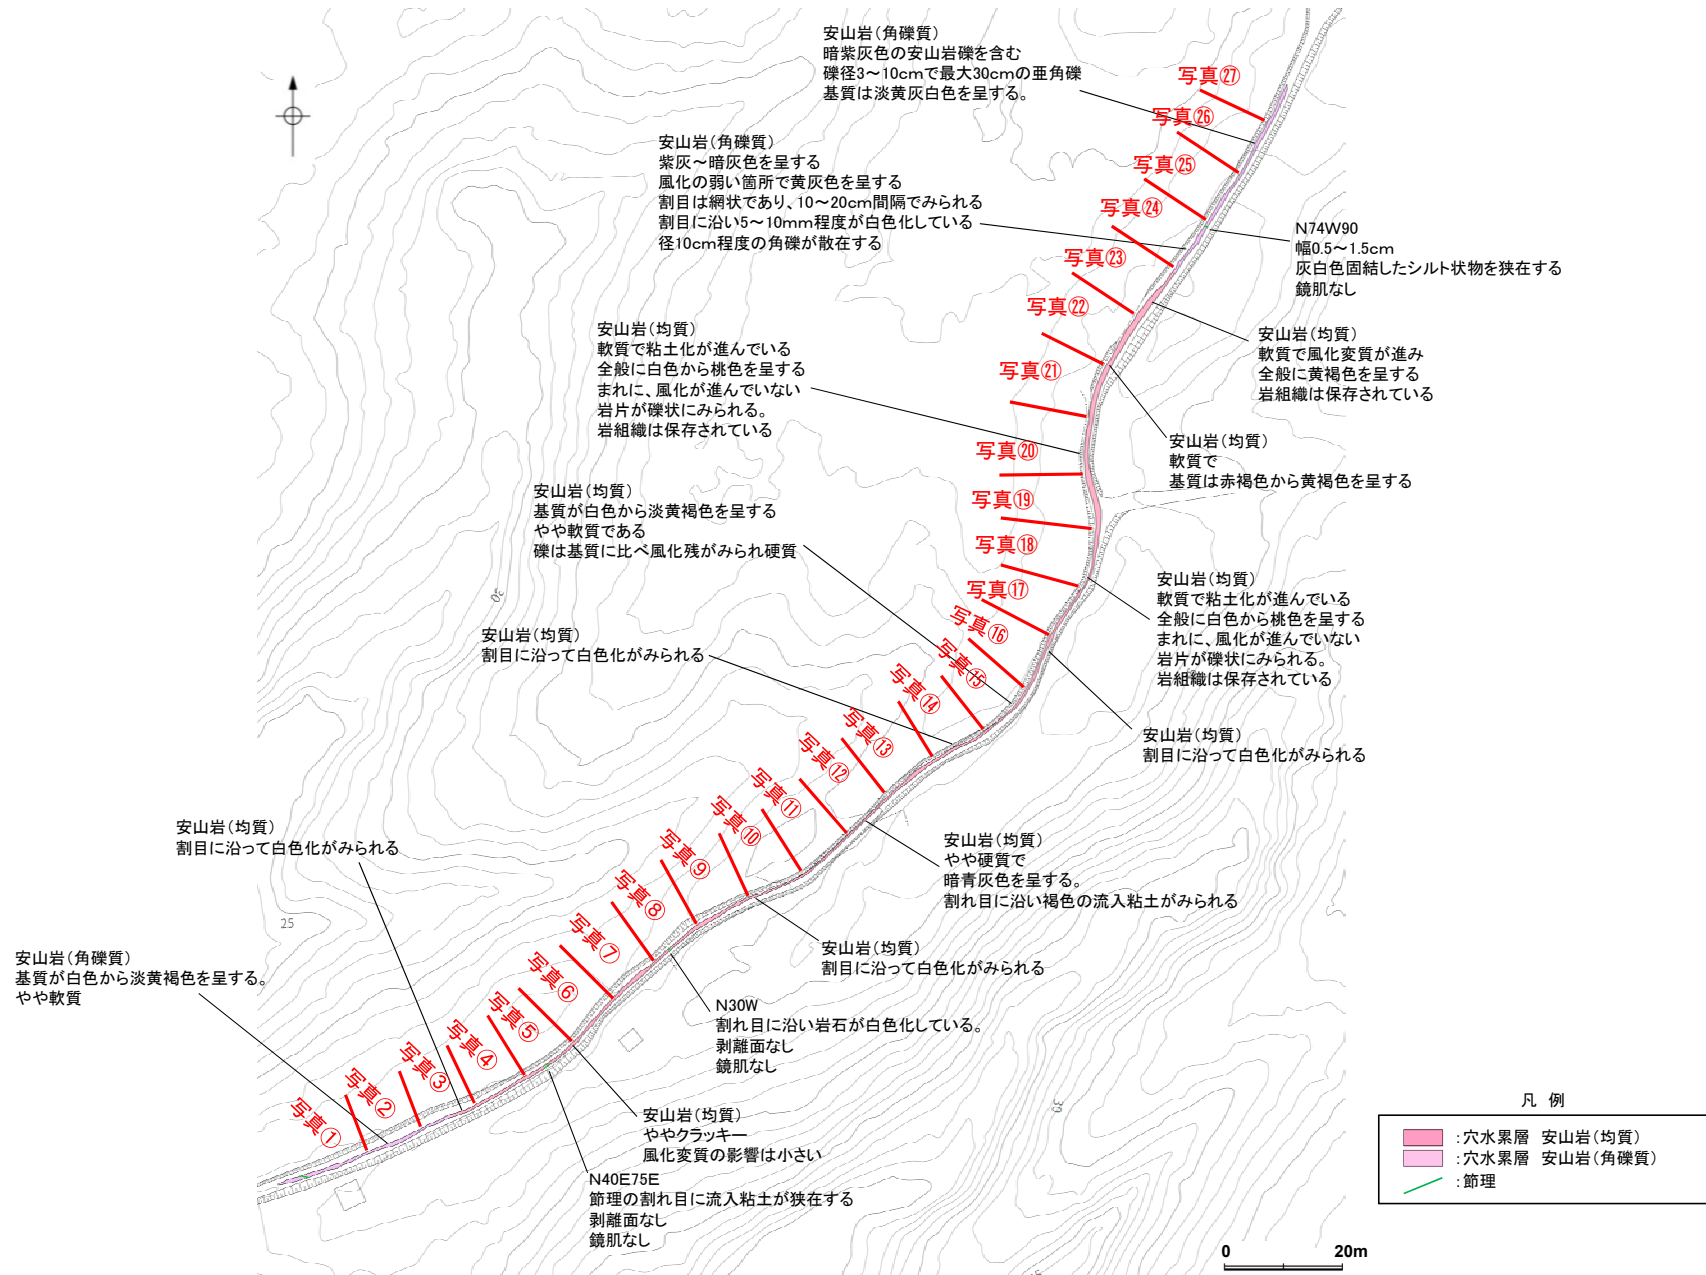 安山岩（角礫質）
暗紫灰色の安山岩礫を含む
礫径3～10cmで最大30cmの亜角礫
基質は淡黄灰白色を呈する。
写真㉗
写真㉖
写真㉕
写真㉔
写真㉓
写真㉒
写真㉑
写真⑳
写真⑲
写真⑱
写真⑰
写真⑯
写真⑮
写真⑭
写真⑬
写真⑫
写真⑪
写真⑩
写真⑨
写真⑧
写真⑦
写真⑥
写真⑤
写真④
写真③
写真②
写真①
安山岩（角礫質）
紫灰～暗灰色を呈する
風化の弱い箇所で黄灰色を呈する
割目は網状であり、10～20cm間隔でみられる
割目に沿い5～10mm程度が白色化している
径10cm程度の角礫が散在する
N74W90
幅0.5～1.5cm
灰白色固結したシルト状物を狭在する
鏡肌なし
安山岩（均質）
軟質で風化変質が進み
全般に黄褐色を呈する
岩組織は保存されている
安山岩（均質）
軟質で粘土化が進んでいる
全般に白色から桃色を呈する
まれに、風化が進んでいない
岩片が礫状にみられる。
岩組織は保存されている
安山岩（均質）
軟質で
基質は赤褐色から黄褐色を呈する
安山岩（均質）
基質が白色から淡黄褐色を呈する
やや軟質である
礫は基質に比べ風化残がみられ硬質
安山岩（均質）
軟質で粘土化が進んでいる
全般に白色から桃色を呈する
まれに、風化が進んでいない
岩片が礫状にみられる。
岩組織は保存されている
安山岩（均質）
割目に沿って白色化がみられる
安山岩（均質）
割目に沿って白色化がみられる
安山岩（均質）
割目に沿って白色化がみられる
安山岩（均質）
やや硬質で
暗青灰色を呈する。
割れ目に沿い褐色の流入粘土がみられる
安山岩（均質）
割目に沿って白色化がみられる
安山岩（角礫質）
基質が白色から淡黄褐色を呈する。
やや軟質
N30W
割れ目に沿い岩石が白色化している。
剥離面なし
鏡肌なし
安山岩（均質）
ややクラッキー
風化変質の影響は小さい
N40E75E
節理の割れ目に流入粘土が狭在する
剥離面なし
鏡肌なし
30
25
30
凡 例
：穴水累層 安山岩（均質）
：穴水累層 安山岩（角礫質）
：節理
0 20m